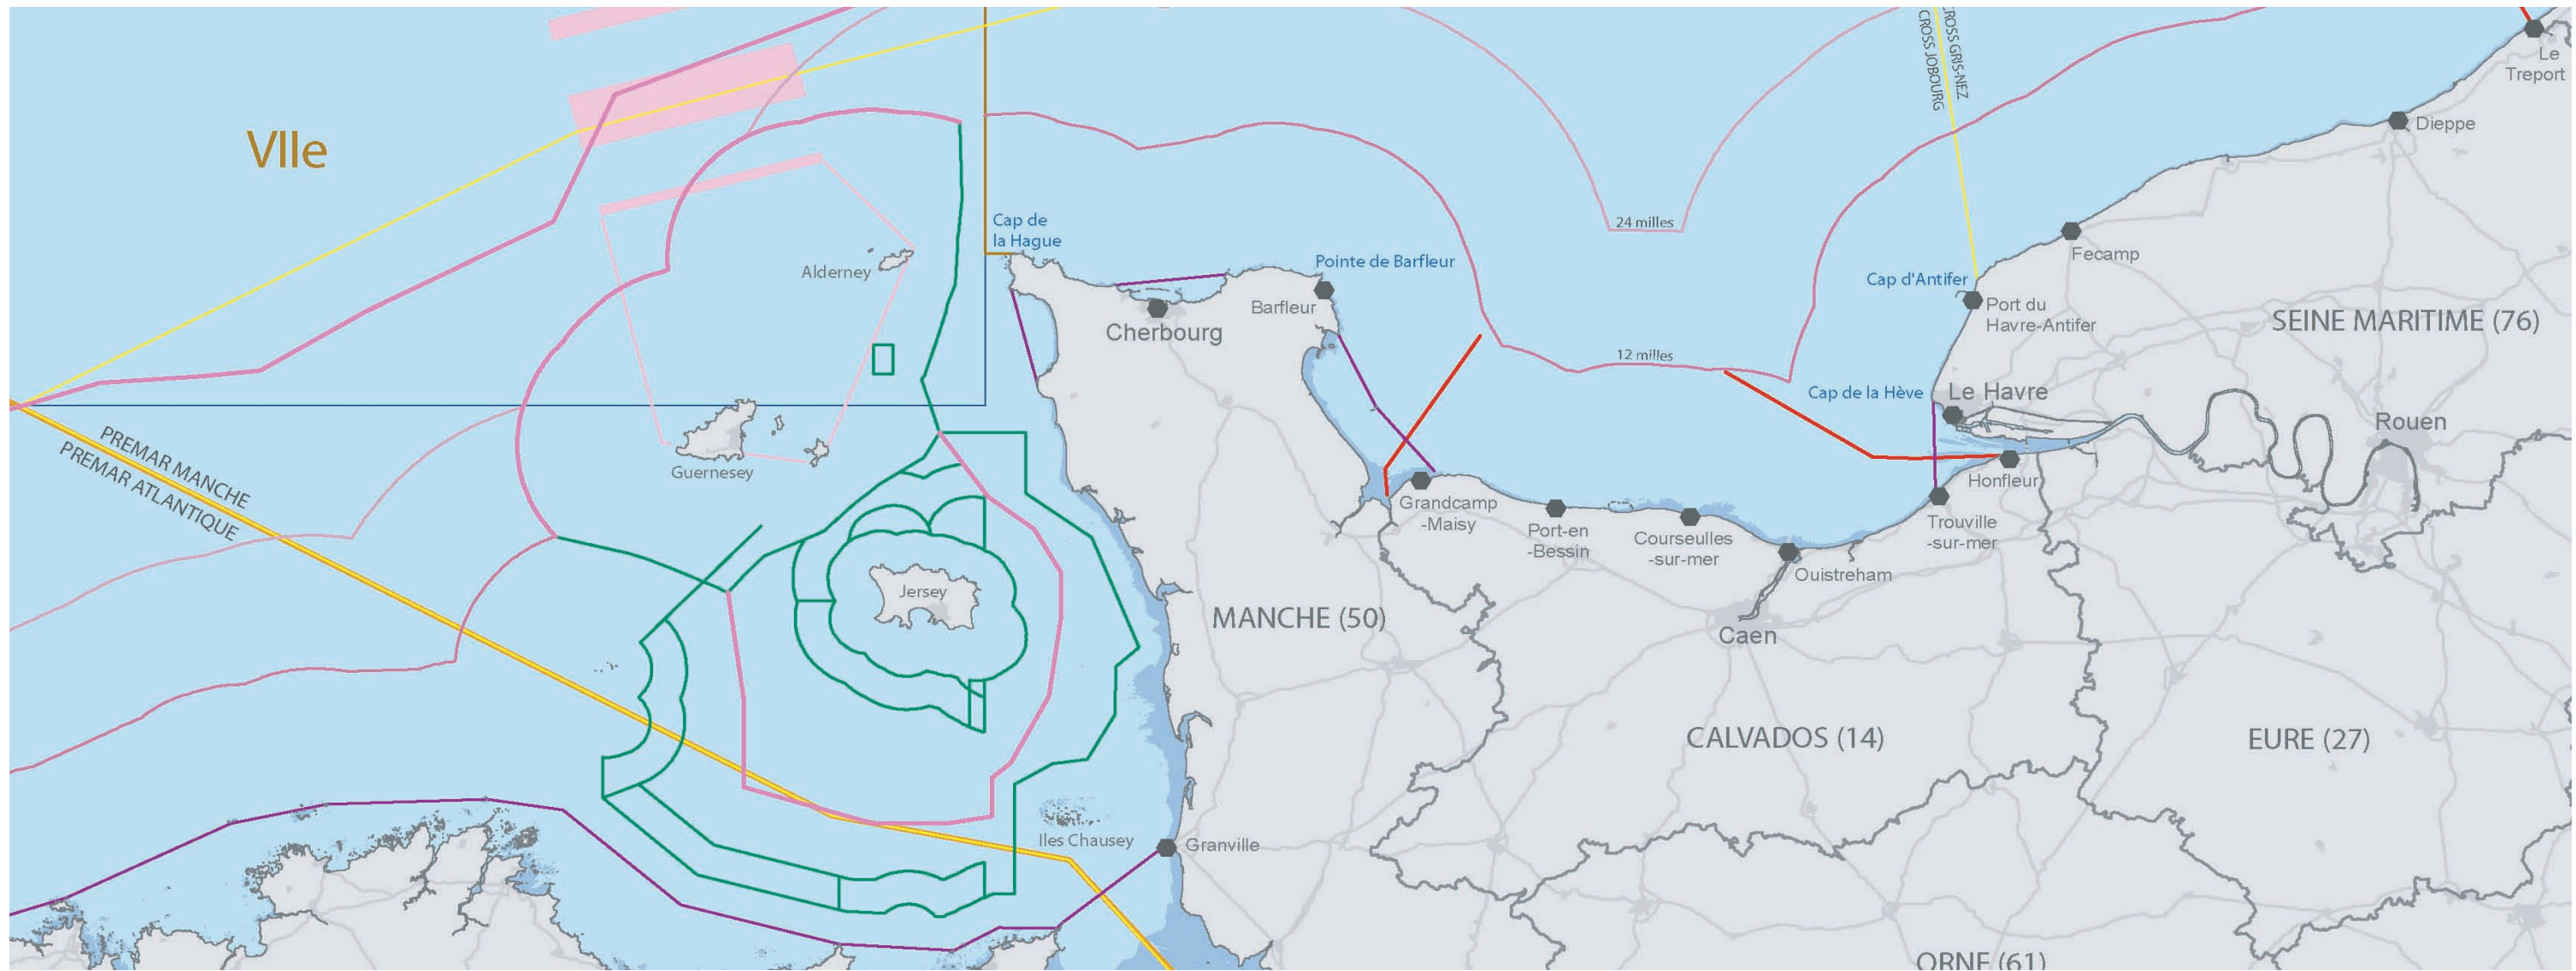 CROSS GRIS-NEZ
CROSS JOBOURG
Le
Treport
Dieppe
VIIe
Cap de
la Hague
24 milles
Fecamp
Pointe de Barfleur
Alderney
Cap d'Antifer
Barfleur
Port du
Havre-Antifer
Cherbourg
SEINE MARITIME (76)
12 milles
Cap de la Hève
Le Havre
Rouen
PREMAR MANCHE
PREMAR ATLANTIQUE
Guernesey
Honfleur
Grandcamp
-Maisy
Port-en
-Bessin
Courseulles
-sur-mer
Trouville
-sur-mer
Ouistreham
Jersey
MANCHE (50)
Caen
CALVADOS (14)
EURE (27)
Iles Chausey
Granville
ORNE (61)